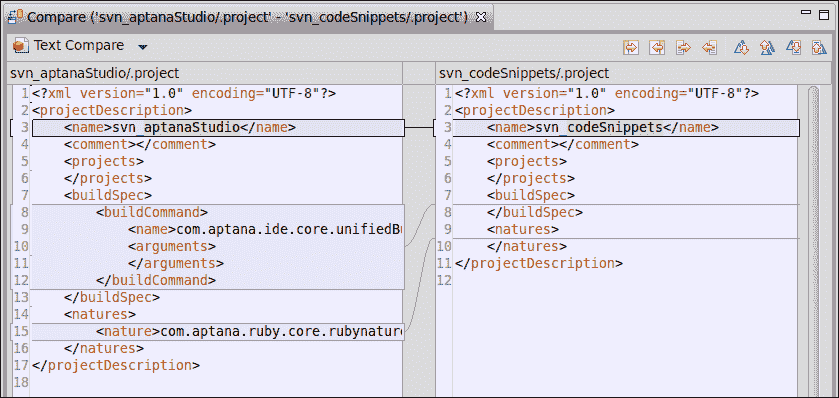 Compare ('svn_aptanaStudio/.project' - 'svn_codeSnippets/.project')
Text Compare
svn_aptanaStudio/.project
1 <?xml version="1.0" encoding="UTF-8"?>
2 <projectDescription>
3 <name>svn_aptanaStudio</name>
4 <comment></comment>
5 <projects>
6 </projects>
7 <buildSpec>
8 <buildCommand>
9 <name>com.aptana.ide.core.unifiedBu
10 <arguments>
11 </arguments>
12 </buildCommand>
13 </buildSpec>
14 <natures>
15 <nature>com.aptana.ruby.core.rubynature
16 </natures>
17 </projectDescription>
18
svn_codeSnippets/.project
1 <?xml version="1.0" encoding="UTF-8"?>
2 <projectDescription>
3 <name>svn_codeSnippets</name>
4 <comment></comment>
5 <projects>
6 </projects>
7 <buildSpec>
8 </buildSpec>
9 <natures>
10 </natures>
11 </projectDescription>
12